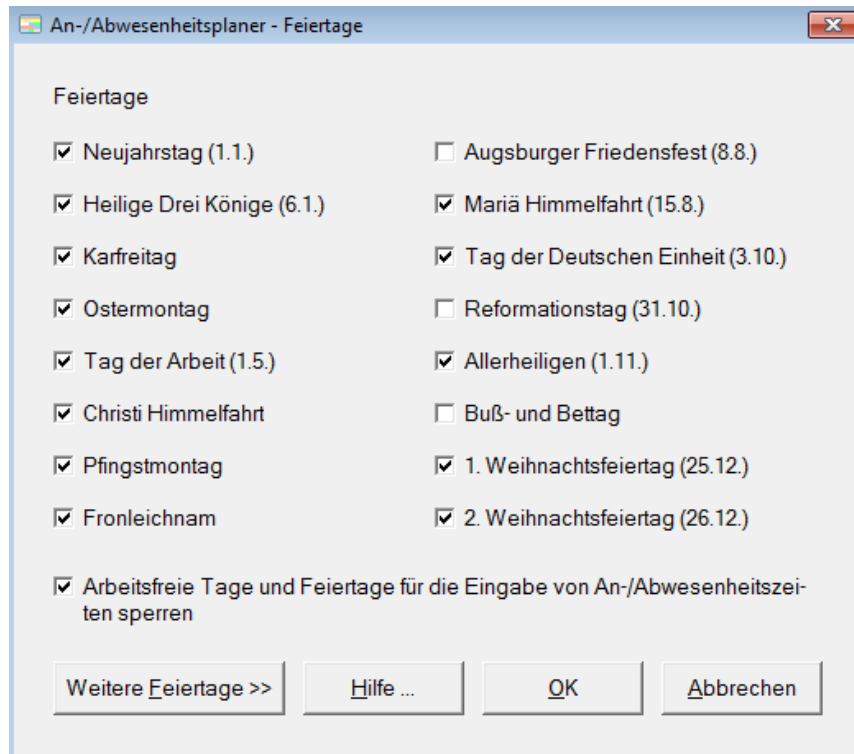 An-/Abwesenheitsplaner - Feiertage
Feiertage
Neujahrstag (1.1.)
Heilige Drei Könige (6.1.)
Karfreitag
Ostermontag
Tag der Arbeit (1.5.)
Christi Himmelfahrt
Pfingstmontag
Fronleichnam
Augsburger Friedensfest (8.8.)
Mariä Himmelfahrt (15.8.)
Tag der Deutschen Einheit (3.10.)
Reformationstag (31.10.)
Allerheiligen (1.11.)
Buß- und Bettag
1. Weihnachtsfeiertag (25.12.)
2. Weihnachtsfeiertag (26.12.)
Arbeitsfreie Tage und Feiertage für die Eingabe von An-/Abwesenheitszei-
ten sperren
Weitere Feiertage >>
Hilfe ...
OK
Abbrechen